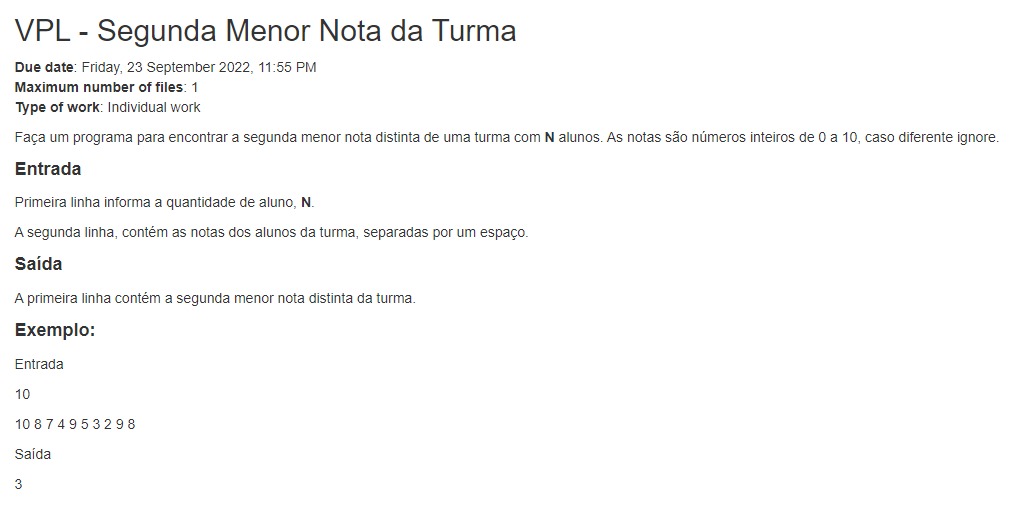 VPL - Segunda Menor Nota da Turma
Due date: Friday, 23 September 2022, 11:55 PM
Maximum number of files: 1
Type of work: Individual work
Faça um programa para encontrar a segunda menor nota distinta de uma turma com N alunos. As notas são números inteiros de 0 a 10, caso diferente ignore.
Entrada
Primeira linha informa a quantidade de aluno, N.
A segunda linha, contém as notas dos alunos da turma, separadas por um espaço.
Saída
A primeira linha contém a segunda menor nota distinta da turma.
Exemplo:
Entrada
10
10 8 7 4 9 5 3 2 9 8
Saída
3